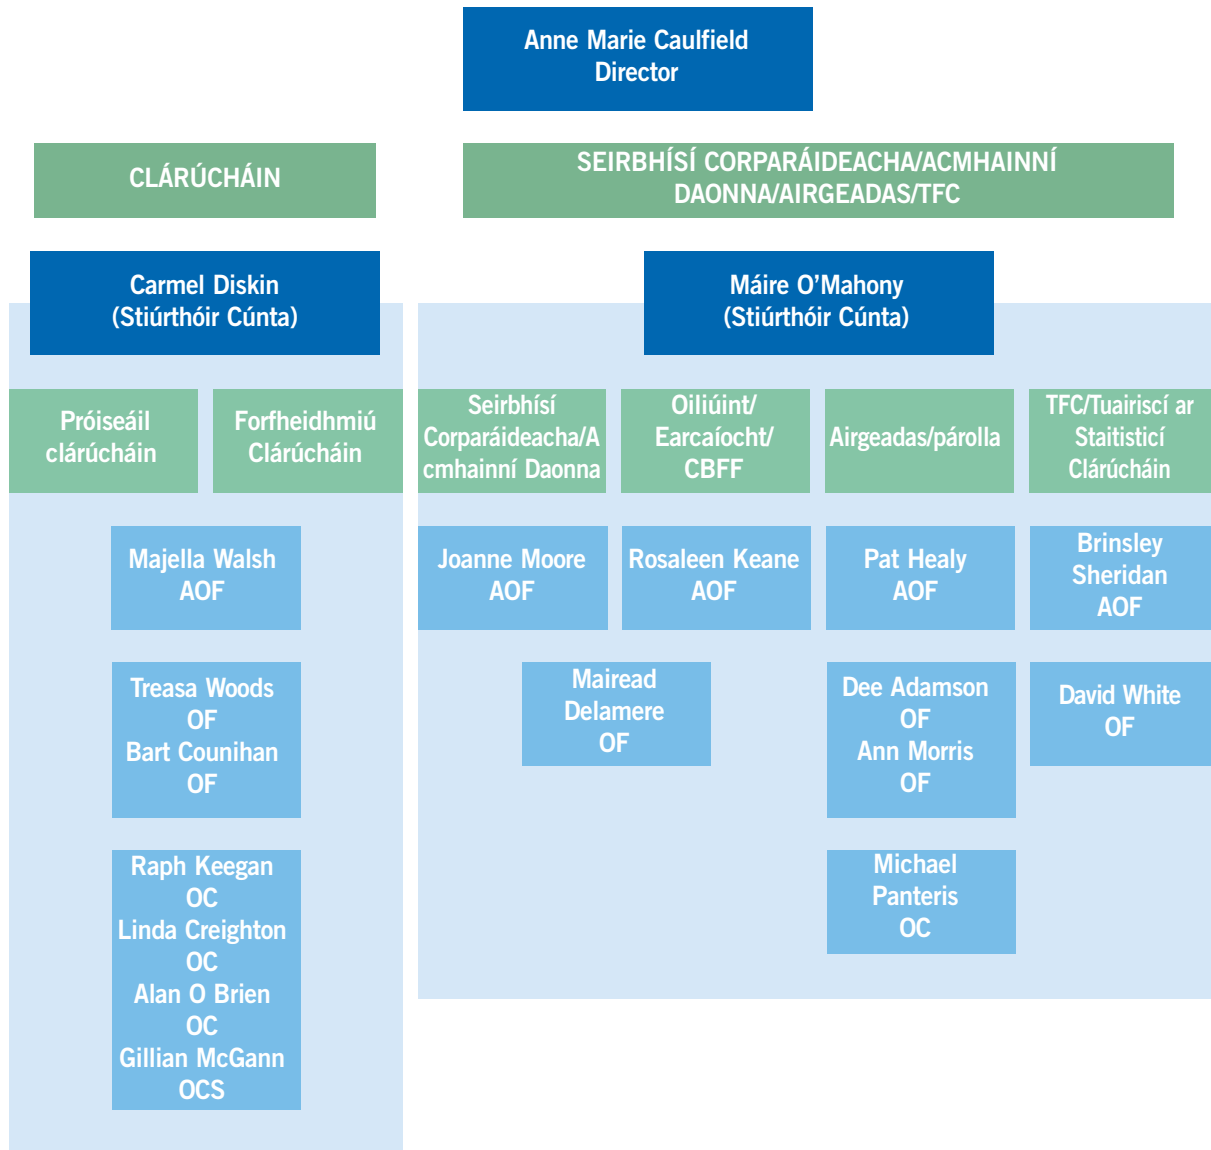 Anne Marie Caulfield
Director
CLÁRÚCHÁIN
SEIRBHÍSÍ CORPARÁIDEACHA/ACMHAINNÍ
DAONNA/AIRGEADAS/TFC
Carmel Diskin
(Stiúrthóir Cúnta)
Máire O’Mahony
(Stiúrthóir Cúnta)
Próiseáil
clárúcháin
Forfheidhmiú
Clárúcháin
Seirbhísí
Corparáideacha/A
cmhainní Daonna
Oiliúint/
Earcaíocht/
CBFF
Airgeadas/párolla
TFC/Tuairiscí ar
Staitisticí
Clárúcháin
Majella Walsh
AOF
Joanne Moore
AOF
Rosaleen Keane
AOF
Pat Healy
AOF
Brinsley
Sheridan
AOF
Treasa Woods
OF
Bart Counihan
OF
Mairead
Delamere
OF
Dee Adamson
OF
Ann Morris
OF
David White
OF
Raph Keegan
OC
Linda Creighton
OC
Alan O Brien
OC
Gillian McGann
OCS
Michael
Panteris
OC